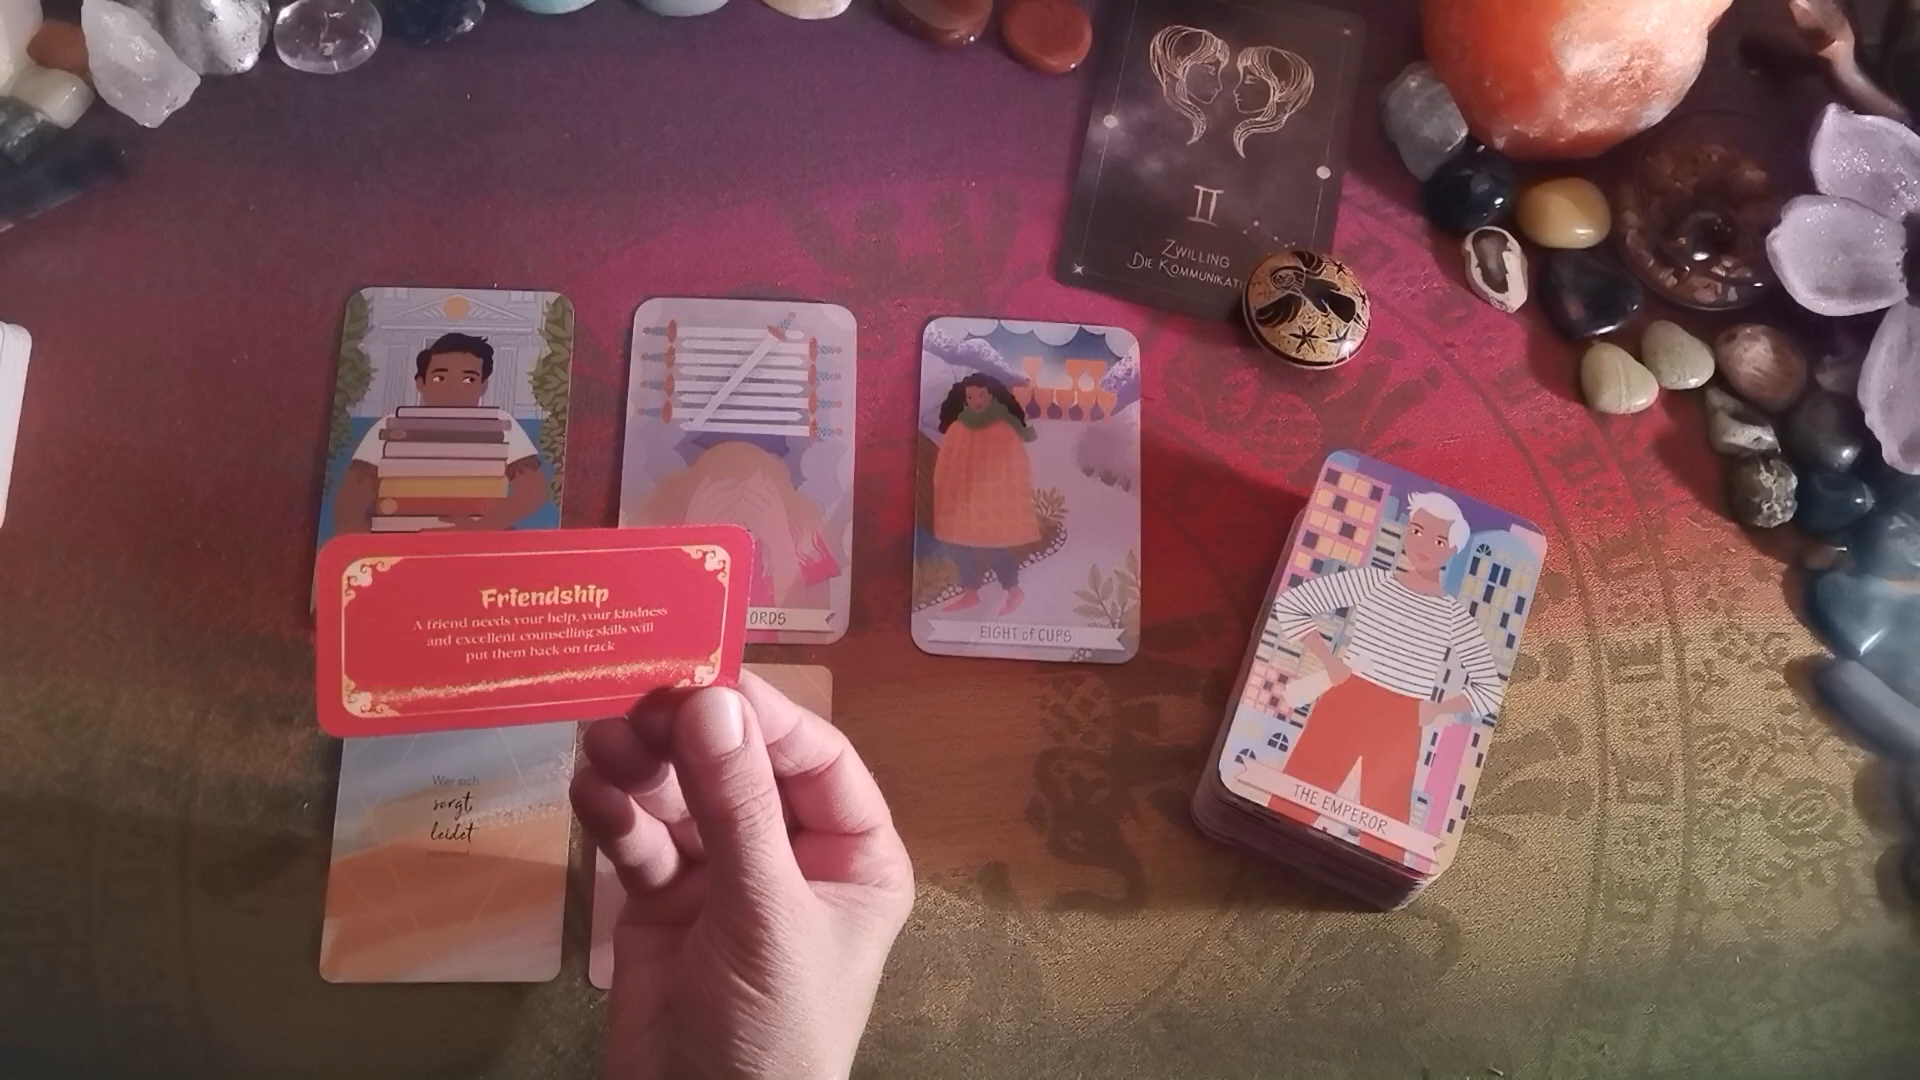 II
ZWILLING
DIE KOMMUNIKATI
ORDS
EIGHT of CUPS
Friendship
A friend needs your help, your kindness
and excellent counselling skills will
put them back on track
THE EMPEROR
Wer sich
sorgt
leidet